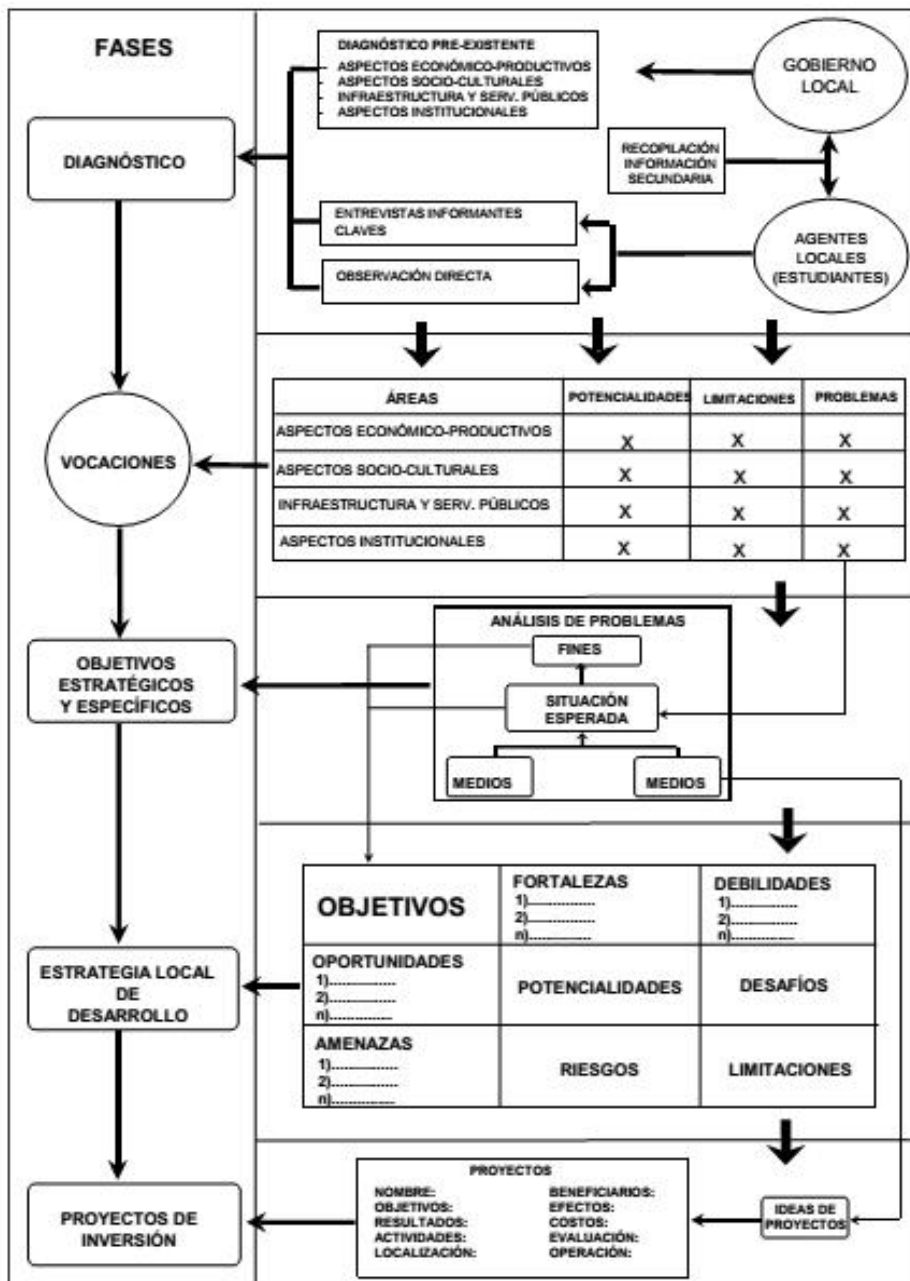 FASES
DIAGNÓSTICO PRE-EXISTENTE
- ASPECTOS ECONÓMICO-PRODUCTIVOS
- ASPECTOS SOCIO-CULTURALES
- INFRAESTRUCTURA Y SERV. PÚBLICOS
- ASPECTOS INSTITUCIONALES
GOBIERNO
LOCAL
DIAGNÓSTICO
RECOPILACIÓN
INFORMACIÓN
SECUNDARIA
ENTREVISTAS INFORMANTES
CLAVES
OBSERVACIÓN DIRECTA
AGENTES
LOCALES
(ESTUDIANTES)
VOCACIONES
ÁREAS POTENCIALIDADES LIMITACIONES PROBLEMAS
ASPECTOS ECONÓMICO-PRODUCTIVOS X X X
ASPECTOS SOCIO-CULTURALES X X X
INFRAESTRUCTURA Y SERV. PÚBLICOS X X X
ASPECTOS INSTITUCIONALES X X X
OBJETIVOS
ESTRATÉGICOS
Y ESPECÍFICOS
ANÁLISIS DE PROBLEMAS
FINES
SITUACIÓN
ESPERADA
MEDIOS MEDIOS
ESTRATEGIA LOCAL
DE
DESARROLLO
OBJETIVOS
FORTALEZAS
1)..................
2)..................
n)..................
DEBILIDADES
1)..................
2)..................
n)..................
OPORTUNIDADES
1)..................
2)..................
n)..................
POTENCIALIDADES
DESAFÍOS
AMENAZAS
1)..................
2)..................
n)..................
RIESGOS
LIMITACIONES
PROYECTOS DE
INVERSIÓN
PROYECTOS
NOMBRE: BENEFICIARIOS:
OBJETIVOS: EFECTOS:
RESULTADOS: COSTOS:
ACTIVIDADES: EVALUACIÓN:
LOCALIZACIÓN: OPERACIÓN:
IDEAS DE
PROYECTOS